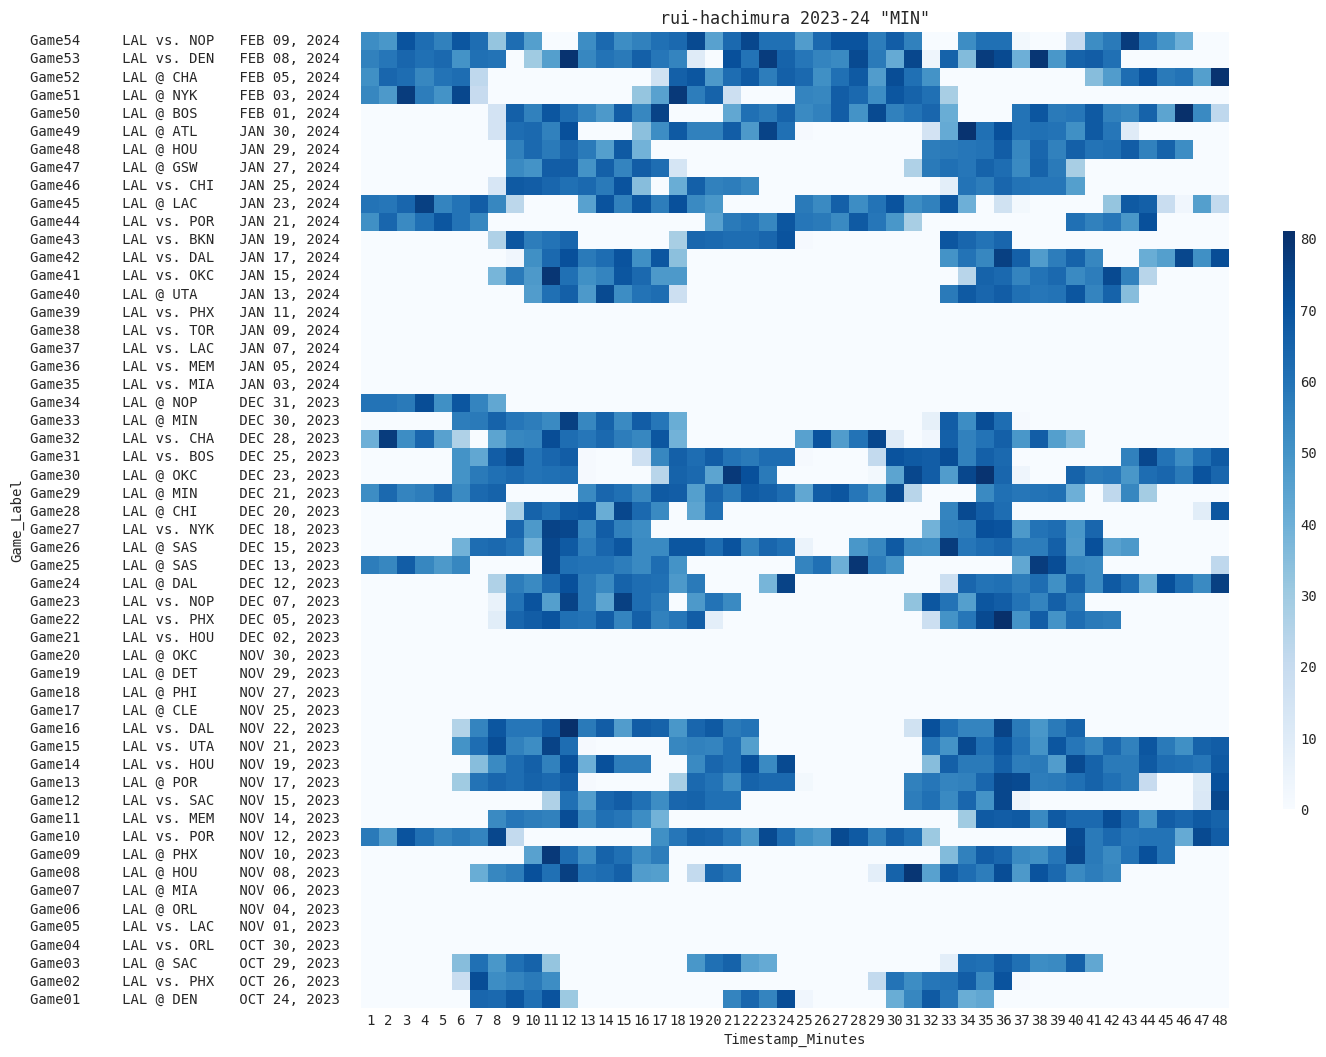 rui-hachimura 2023-24 "MIN"
Game54 LAL vs. NOP FEB 09, 2024
Game53 LAL vs. DEN FEB 08, 2024
Game52 LAL @ CHA FEB 05, 2024
Game51 LAL @ NYK FEB 03, 2024
Game50 LAL @ BOS FEB 01, 2024
Game49 LAL @ ATL JAN 30, 2024
Game48 LAL @ HOU JAN 29, 2024
Game47 LAL @ GSW JAN 27, 2024
Game46 LAL vs. CHI JAN 25, 2024
Game45 LAL @ LAC JAN 23, 2024
Game44 LAL vs. POR JAN 21, 2024
Game43 LAL vs. BKN JAN 19, 2024
Game42 LAL vs. DAL JAN 17, 2024
Game41 LAL vs. OKC JAN 15, 2024
Game40 LAL @ UTA JAN 13, 2024
Game39 LAL vs. PHX JAN 11, 2024
Game38 LAL vs. TOR JAN 09, 2024
Game37 LAL vs. LAC JAN 07, 2024
Game36 LAL vs. MEM JAN 05, 2024
Game35 LAL vs. MIA JAN 03, 2024
Game34 LAL @ NOP DEC 31, 2023
Game33 LAL @ MIN DEC 30, 2023
Game32 LAL vs. CHA DEC 28, 2023
Game31 LAL vs. BOS DEC 25, 2023
Game30 LAL @ OKC DEC 23, 2023
Game29 LAL @ MIN DEC 21, 2023
Game28 LAL @ CHI DEC 20, 2023
Game27 LAL vs. NYK DEC 18, 2023
Game26 LAL @ SAS DEC 15, 2023
Game25 LAL @ SAS DEC 13, 2023
Game24 LAL @ DAL DEC 12, 2023
Game23 LAL vs. NOP DEC 07, 2023
Game22 LAL vs. PHX DEC 05, 2023
Game21 LAL vs. HOU DEC 02, 2023
Game20 LAL @ OKC NOV 30, 2023
Game19 LAL @ DET NOV 29, 2023
Game18 LAL @ PHI NOV 27, 2023
Game17 LAL @ CLE NOV 25, 2023
Game16 LAL vs. DAL NOV 22, 2023
Game15 LAL vs. UTA NOV 21, 2023
Game14 LAL vs. HOU NOV 19, 2023
Game13 LAL @ POR NOV 17, 2023
Game12 LAL vs. SAC NOV 15, 2023
Game11 LAL vs. MEM NOV 14, 2023
Game10 LAL vs. POR NOV 12, 2023
Game09 LAL @ PHX NOV 10, 2023
Game08 LAL @ HOU NOV 08, 2023
Game07 LAL @ MIA NOV 06, 2023
Game06 LAL @ ORL NOV 04, 2023
Game05 LAL vs. LAC NOV 01, 2023
Game04 LAL vs. ORL OCT 30, 2023
Game03 LAL @ SAC OCT 29, 2023
Game02 LAL vs. PHX OCT 26, 2023
Game01 LAL @ DEN OCT 24, 2023
Game_Label
1 2 3 4 5 6 7 8 9 10 11 12 13 14 15 16 17 18 19 20 21 22 23 24 25 26 27 28 29 30 31 32 33 34 35 36 37 38 39 40 41 42 43 44 45 46 47 48
Timestamp_Minutes
80
70
60
50
40
30
20
10
0